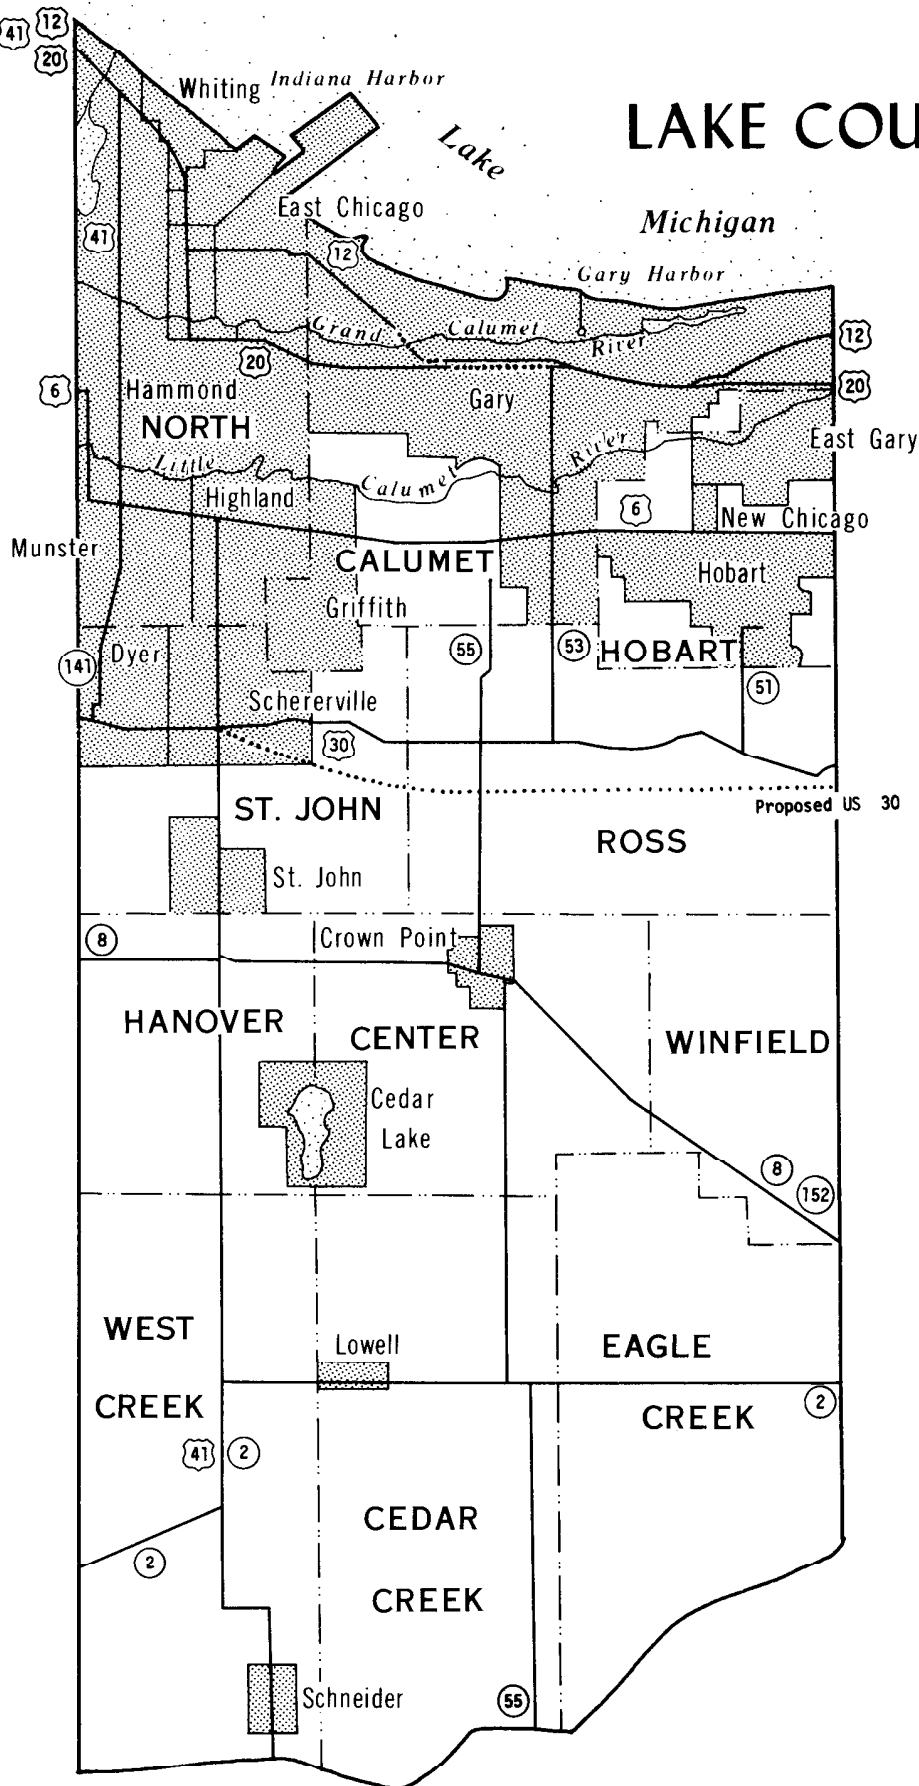 12
41
20
Whiting
Indiana Harbor
LAKE COU
Lake
East Chicago
Michigan
41
12
Gary Harbor
Grand Calumet River
12
20
6
Hammond
Gary
20
NORTH
East Gary
Little Calumet River
Highland
6
New Chicago
Munster
CALUMET
Hobart
Griffith
141
Dyer
55
53
HOBART
51
Schererville
30
ST. JOHN
Proposed US 30
ROSS
St. John
8
Crown Point
HANOVER
CENTER
WINFIELD
Cedar
Lake
8
152
WEST
CREEK
Lowell
EAGLE
CREEK
2
41
2
CEDAR
CREEK
2
Schneider
55